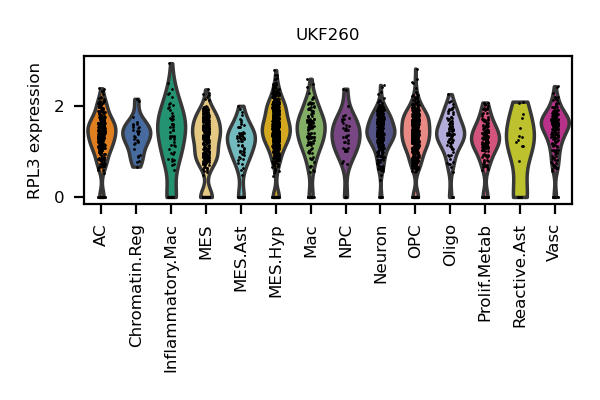 UKF260
RPL3 expression
2
0
AC
Chromatin.Reg
Inflammatory.Mac
MES
MES.Ast
MES.Hyp
Mac
NPC
Neuron
OPC
Oligo
Prolif.Metab
Reactive.Ast
Vasc